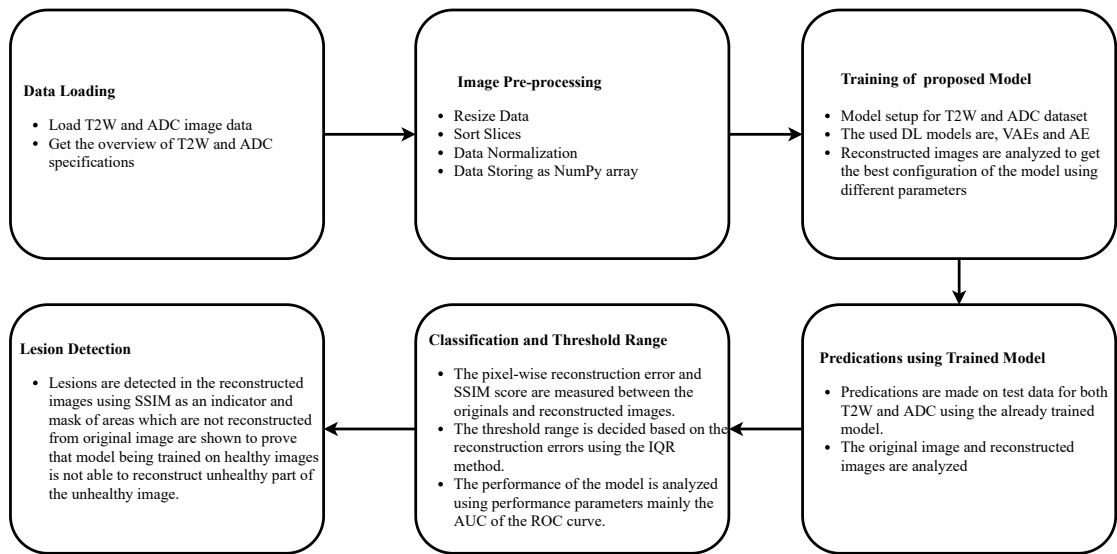 Data Loading
• Load T2W and ADC image data
• Get the overview of T2W and ADC
specifications
Image Pre-processing
• Resize Data
• Sort Slices
• Data Normalization
• Data Storing as NumPy array
Training of proposed Model
• Model setup for T2W and ADC dataset
• The used DL models are, VAEs and AE
• Reconstructed images are analyzed to get
the best configuration of the model using
different parameters
Predications using Trained Model
• Predications are made on test data for both
T2W and ADC using the already trained
model.
• The original image and reconstructed
images are analyzed
Classification and Threshold Range
• The pixel-wise reconstruction error and
SSIM score are measured between the
originals and reconstructed images.
• The threshold range is decided based on the
reconstruction errors using the IQR
method.
• The performance of the model is analyzed
using performance parameters mainly the
AUC of the ROC curve.
Lesion Detection
• Lesions are detected in the reconstructed
images using SSIM as an indicator and
mask of areas which are not reconstructed
from original image are shown to prove
that model being trained on healthy images
is not able to reconstruct unhealthy part of
the unhealthy image.